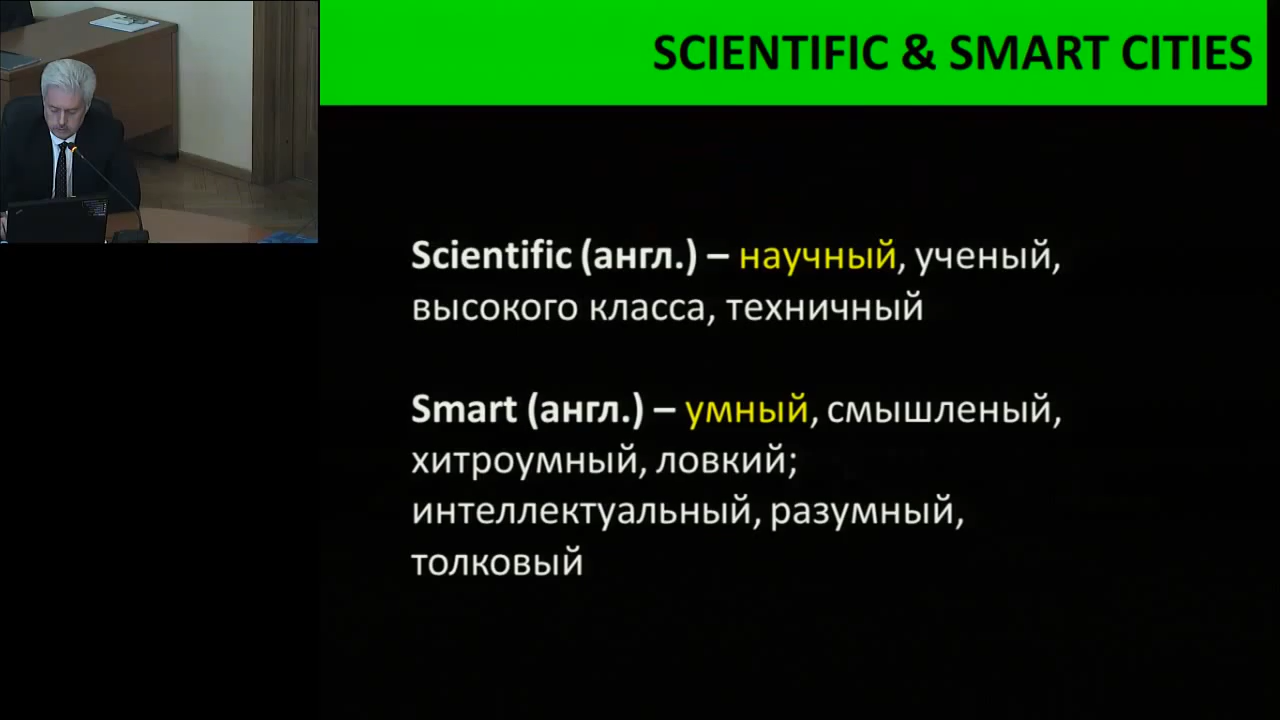 SCIENTIFIC & SMART CITIES
Scientific (англ.) – научный, ученый,
высокого класса, техничный
Smart (англ.) – умный, смышленый,
хитроумный, ловкий;
интеллектуальный, разумный,
толковый